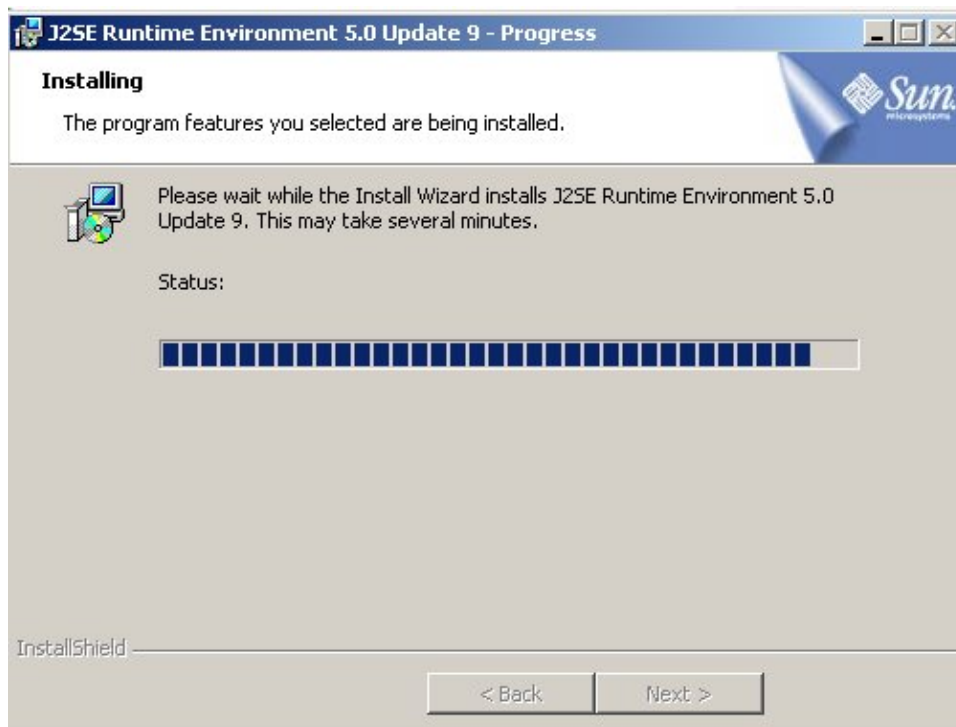 J2SE Runtime Environment 5.0 Update 9 - Progress
Installing
The program features you selected are being installed.
Sun
microsystems
Please wait while the Install Wizard installs J2SE Runtime Environment 5.0
Update 9. This may take several minutes.
Status:
InstallShield
< Back
Next >